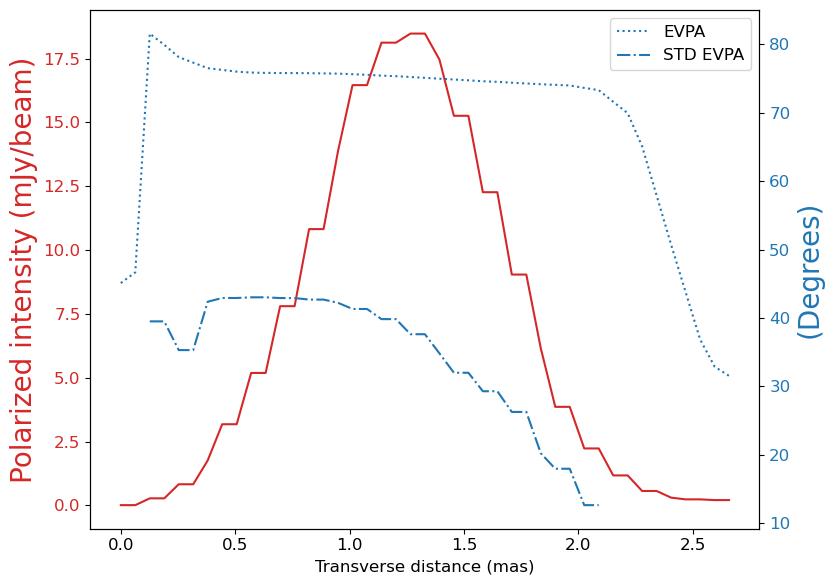 EVPA
STD EVPA
Polarized intensity (mJy/beam)
17.5
15.0
12.5
10.0
7.5
5.0
2.5
0.0
80
70
60
50
40
30
20
10
(Degrees)
0.0 0.5 1.0 1.5 2.0 2.5
Transverse distance (mas)